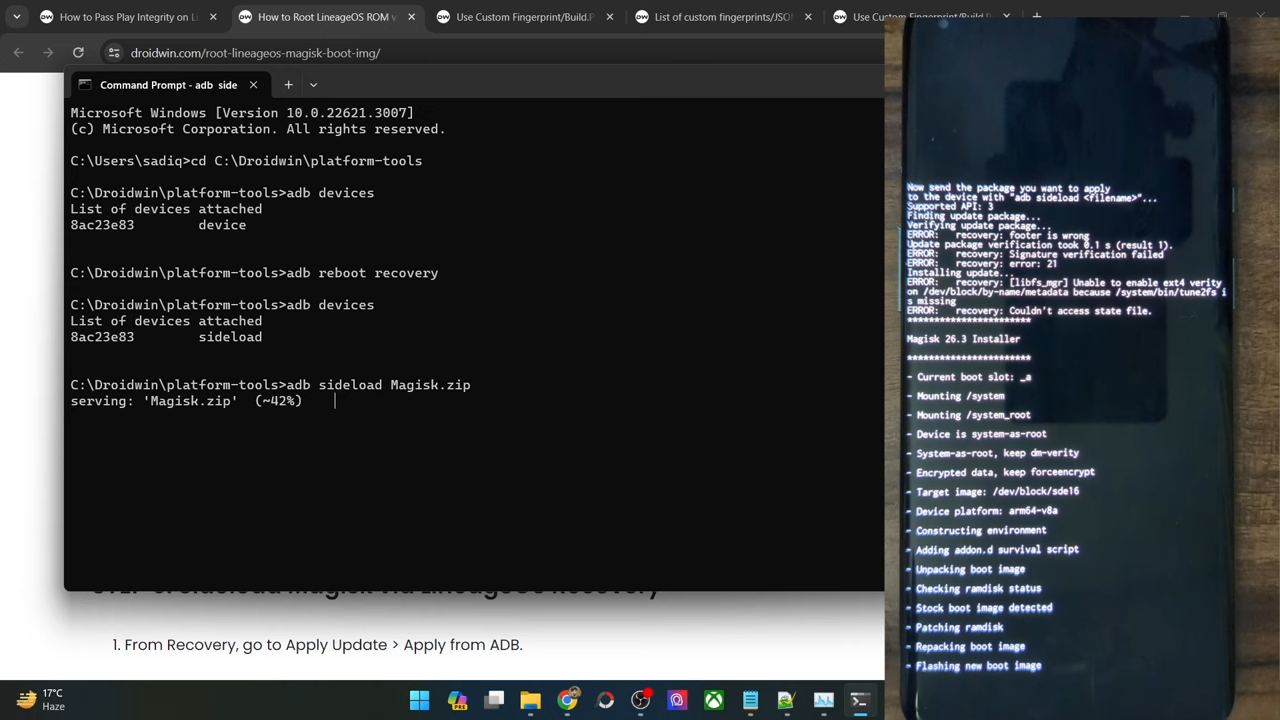 How to Pass Play Integrity on Li
How to Root LineageOS ROM v
Use Custom Fingerprint/Build.P
List of custom fingerprints/JSON
Use Custom Fingerprint/Build.P
droidwin.com/root-lineageos-magisk-boot-img/
Command Prompt - adb  side
Microsoft Windows [Version 10.0.22621.3007]
(c) Microsoft Corporation. All rights reserved.
C:\Users\sadiq>cd C:\Droidwin\platform-tools
C:\Droidwin\platform-tools>adb devices
List of devices attached
8ac23e83        device
C:\Droidwin\platform-tools>adb reboot recovery
C:\Droidwin\platform-tools>adb devices
List of devices attached
8ac23e83        sideload
C:\Droidwin\platform-tools>adb sideload Magisk.zip
serving: 'Magisk.zip'  (~42%)
Sideload Magisk via LineageOS Recovery
1. From Recovery, go to Apply Update > Apply from ADB.
17°C
Haze
PRE
Now send the package you want to apply
to the device with "adb sideload <filename>"...
Supported API: 3
Finding update package...
Verifying update package...
ERROR:   recovery: footer is wrong
Update package verification took 0.1 s (result 1).
ERROR:   recovery: Signature verification failed
ERROR:   recovery: error: 21
Installing update...
ERROR:   recovery: [libfs_mgr] Unable to enable ext4 verity
on /dev/block/by-name/metadata because /system/bin/tune2fs i
s missing
ERROR:   recovery: Couldn't access state file.
***********************
Magisk 26.3 Installer
***********************
- Current boot slot: _a
- Mounting /system
- Mounting /system_root
- Device is system-as-root
- System-as-root, keep dm-verity
- Encrypted data, keep forceencrypt
- Target image: /dev/block/sde16
- Device platform: arm64-v8a
- Constructing environment
- Adding addon.d survival script
- Unpacking boot image
- Checking ramdisk status
- Stock boot image detected
- Patching ramdisk
- Repacking boot image
- Flashing new boot image